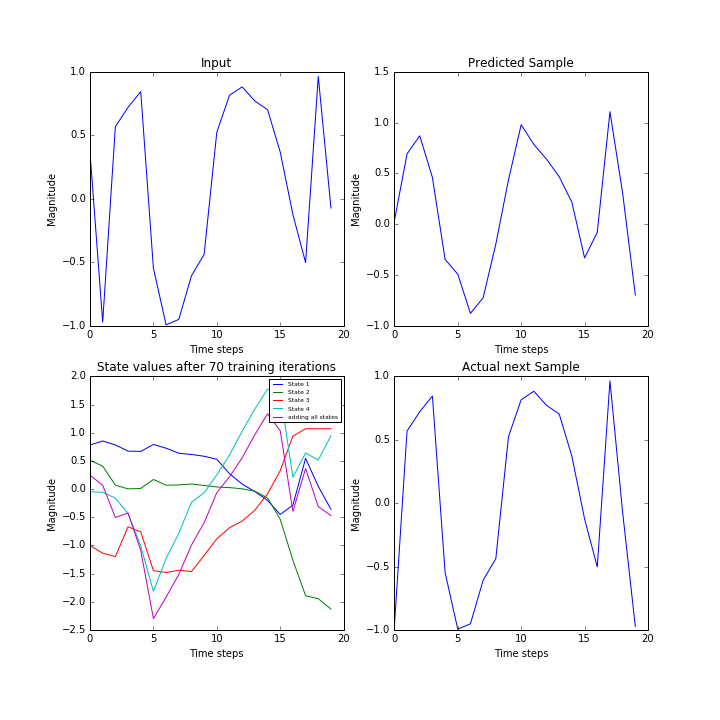 Input
1.0
0.5
0.0
−0.5
−1.0
Magnitude
0 5 10 15 20
Time steps
Predicted Sample
1.5
1.0
0.5
0.0
−0.5
−1.0
Magnitude
0 5 10 15 20
Time steps
State values after 70 training iterations
2.0
1.5
1.0
0.5
0.0
−0.5
−1.0
−1.5
−2.0
−2.5
Magnitude
State 1
State 2
State 3
State 4
adding all states
0 5 10 15 20
Time steps
Actual next Sample
1.0
0.5
0.0
−0.5
−1.0
Magnitude
0 5 10 15 20
Time steps